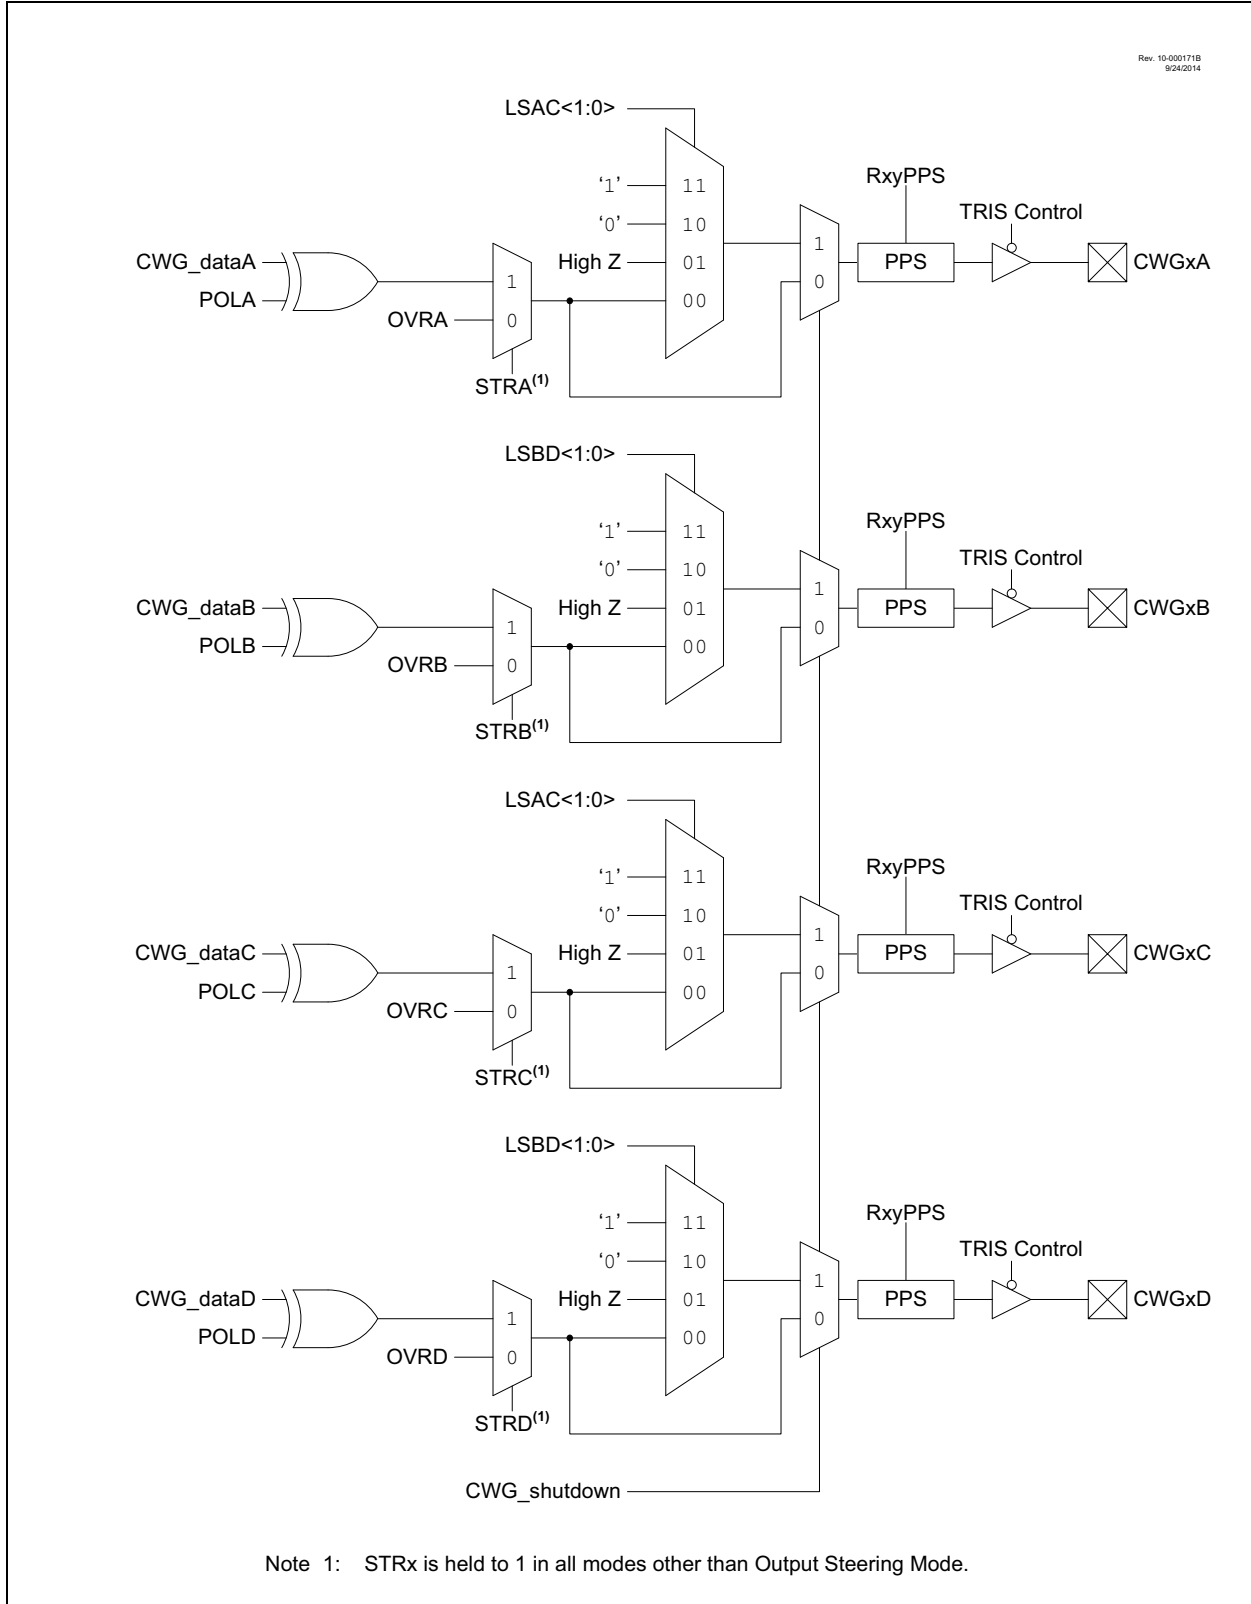 Rev. 10-000171B
9/24/2014
LSAC<1:0>
RxyPPS
‘1’
11
TRIS Control
‘0’
10
1
CWG_dataA
1
High Z
01
PPS
CWGxA
0
POLA
00
OVRA
0
STRA(1)
LSBD<1:0>
RxyPPS
‘1’
11
TRIS Control
‘0’
10
1
CWG_dataB
1
High Z
01
PPS
CWGxB
0
POLB
00
OVRB
0
STRB(1)
LSAC<1:0>
RxyPPS
‘1’
11
TRIS Control
‘0’
10
1
CWG_dataC
1
High Z
01
PPS
CWGxC
0
POLC
00
OVRC
0
STRC(1)
LSBD<1:0>
RxyPPS
‘1’
11
TRIS Control
‘0’
10
1
CWG_dataD
1
High Z
01
PPS
CWGxD
0
POLD
00
OVRD
0
STRD(1)
CWG_shutdown
Note 1: STRx is held to 1 in all modes other than Output Steering Mode.